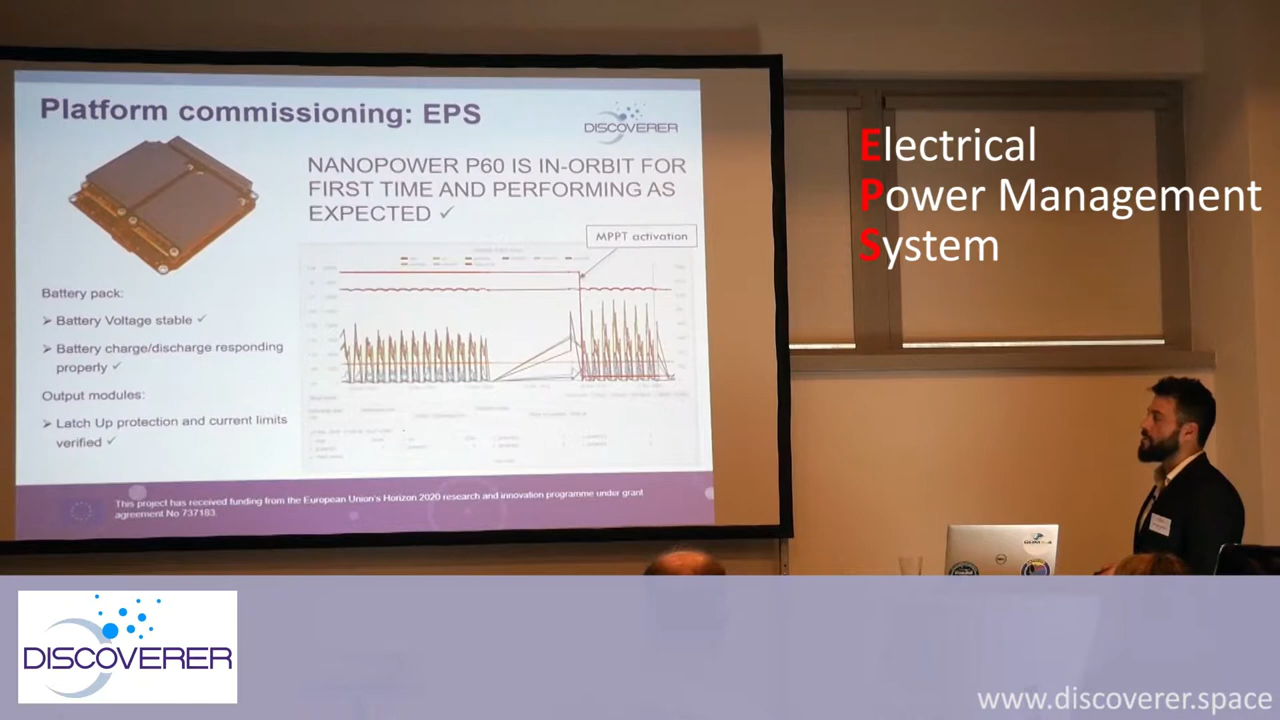 Platform commissioning: EPS
DISCOVERER
NANOPOWER P60 IS IN-ORBIT FOR
FIRST TIME AND PERFORMING AS
EXPECTED ✓
MPPT activation
Battery pack:
➢ Battery Voltage stable ✓
➢ Battery charge/discharge responding
properly ✓
Output modules:
➢ Latch Up protection and current limits
verified ✓
This project has received funding from the European Union's Horizon 2020 research and innovation programme under grant
agreement No 737183.
Electrical
Power Management
System
DELL
DISCOVERER
www.discoverer.space